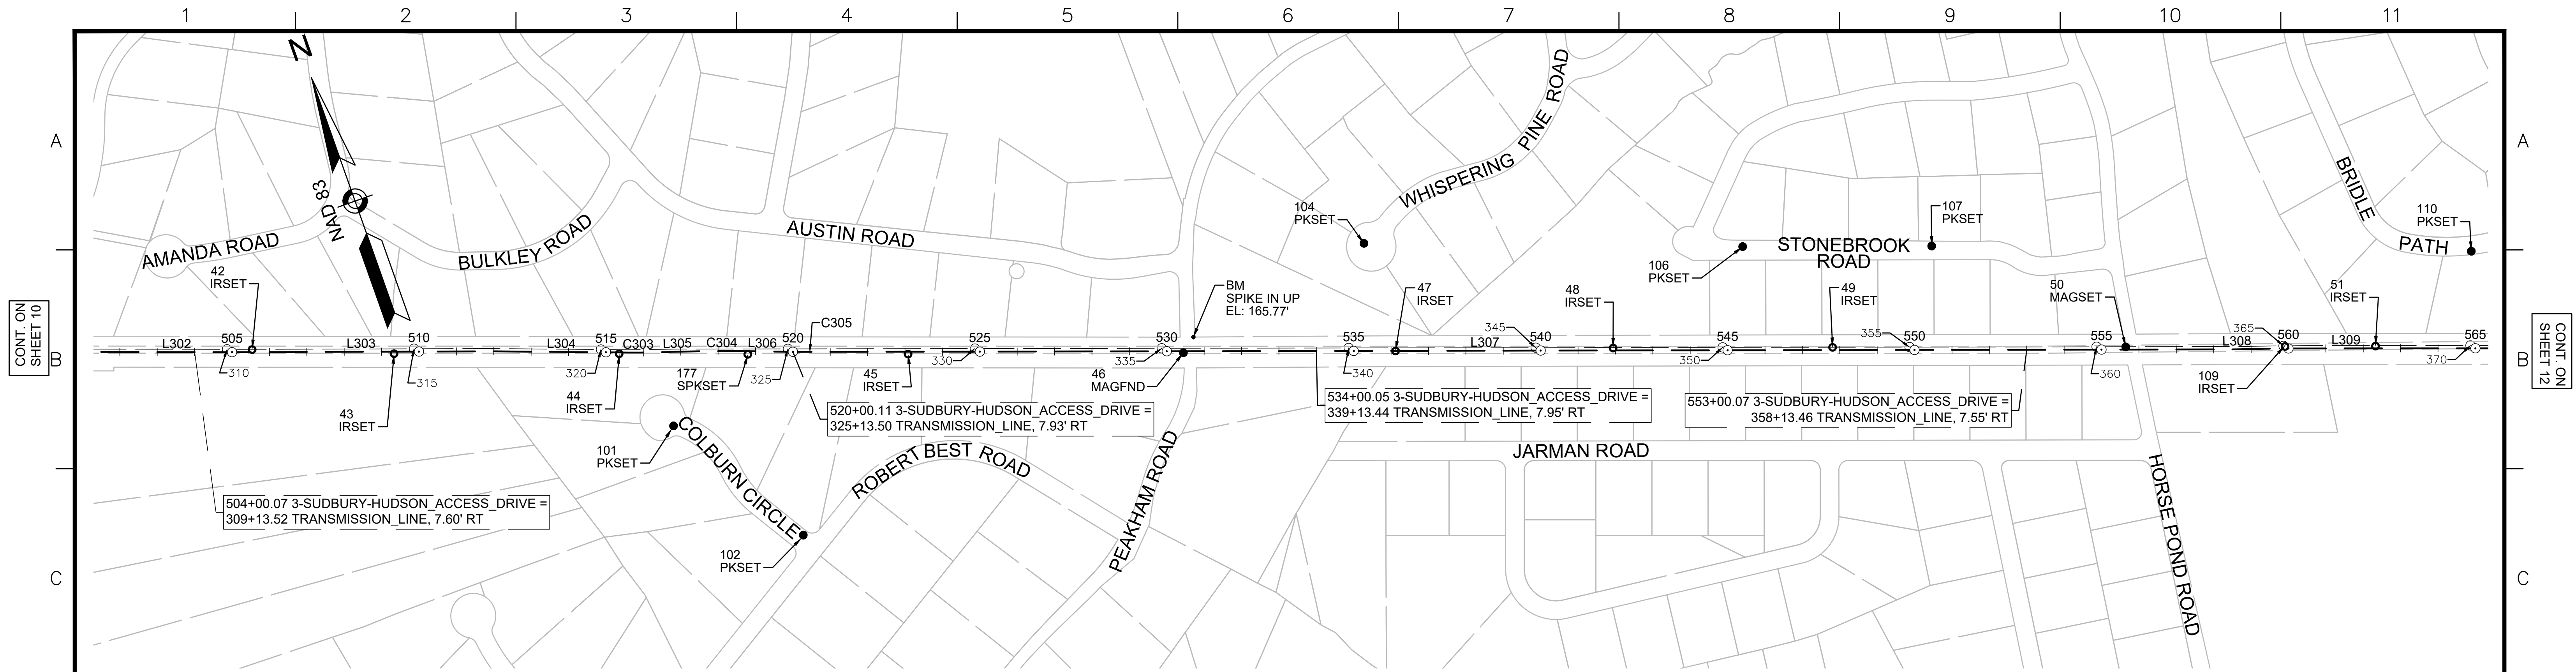 1 2 3 4 5 6 7 8 9 10 11
A
A
B
B
C
C
N
NAD 83
CONT. ON
SHEET 10
CONT. ON
SHEET 12
AMANDA ROAD
BULKLEY ROAD
AUSTIN ROAD
WHISPERING PINE ROAD
STONEBROOK
ROAD
BRIDLE PATH
104
PKSET
107
PKSET
110
PKSET
106
PKSET
42
IRSET
BM
SPIKE IN UP
EL: 165.77'
47
IRSET
48
IRSET
49
IRSET
50
MAGSET
51
IRSET
L302 505 L303 510 L304 515 C303 L305 C304 L306 520 C305 525 530 535 L307 345 540 545 355 550 555 L308 365 560 L309 565
310 315 320 325 330 335 340 350 360 370
43
IRSET
44
IRSET
177
SPKSET
45
IRSET
46
MAGFND
109
IRSET
520+00.11 3-SUDBURY-HUDSON_ACCESS_DRIVE =
325+13.50 TRANSMISSION_LINE, 7.93' RT
534+00.05 3-SUDBURY-HUDSON_ACCESS_DRIVE =
339+13.44 TRANSMISSION_LINE, 7.95' RT
553+00.07 3-SUDBURY-HUDSON_ACCESS_DRIVE =
358+13.46 TRANSMISSION_LINE, 7.55' RT
504+00.07 3-SUDBURY-HUDSON_ACCESS_DRIVE =
309+13.52 TRANSMISSION_LINE, 7.60' RT
101
PKSET
COLBURN CIRCLE
102
PKSET
ROBERT BEST ROAD
PEAKHAM ROAD
JARMAN ROAD
HORSE POND ROAD